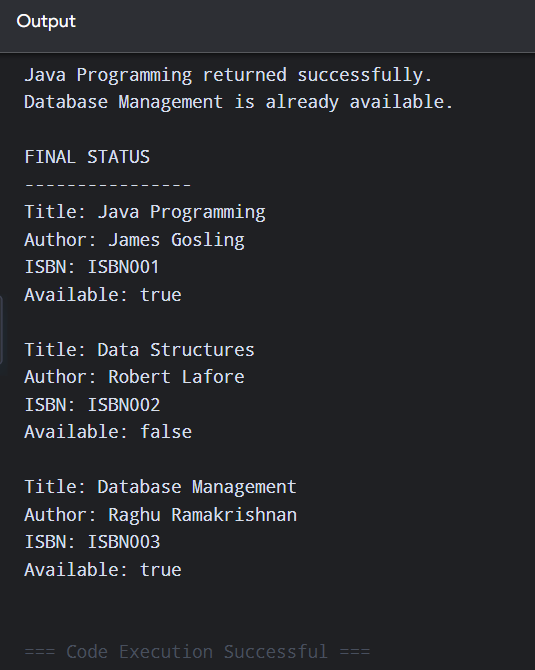 Output
Java Programming returned successfully.
Database Management is already available.
FINAL STATUS
----------------
Title: Java Programming
Author: James Gosling
ISBN: ISBN001
Available: true
Title: Data Structures
Author: Robert Lafore
ISBN: ISBN002
Available: false
Title: Database Management
Author: Raghu Ramakrishnan
ISBN: ISBN003
Available: true
=== Code Execution Successful ===